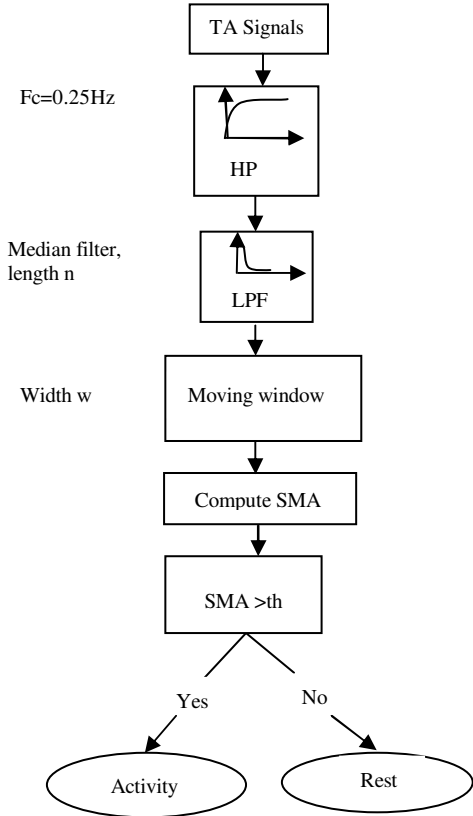 TA Signals
Fc=0.25Hz
HP
Median filter,
length n
LPF
Width w
Moving window
Compute SMA
SMA >th
Yes
No
Activity
Rest